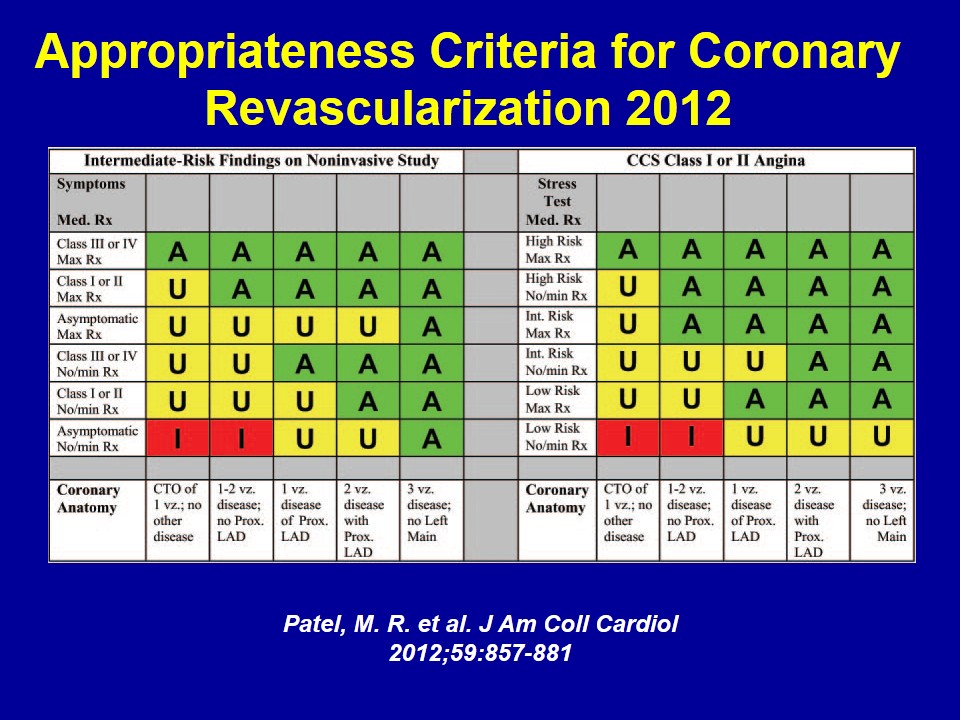 Appropriateness Criteria for Coronary
Revascularization 2012
Intermediate-Risk Findings on Noninvasive Study
Symptoms
Med. Rx
Class III or IV
Max Rx
A A A A A
Class I or II
Max Rx
U A A A A
Asymptomatic
Max Rx
U U U U A
Class III or IV
No/min Rx
U U A A A
Class I or II
No/min Rx
U U U A A
Asymptomatic
No/min Rx
I I U U A
Coronary
Anatomy
CTO of
1 vz.; no
other
disease
1-2 vz.
disease;
no Prox.
LAD
1 vz.
disease
of Prox.
LAD
2 vz.
disease
with
Prox.
LAD
3 vz.
disease;
no Left
Main
CCS Class I or II Angina
Stress
Test
Med. Rx
High Risk
Max Rx
A A A A A
High Risk
No/min Rx
U A A A A
Int. Risk
Max Rx
U A A A A
Int. Risk
No/min Rx
U U U A A
Low Risk
Max Rx
U U A A A
Low Risk
No/min Rx
I I U U U
Coronary
Anatomy
CTO of
1 vz.; no
other
disease
1-2 vz.
disease;
no Prox.
LAD
1 vz.
disease
of Prox.
LAD
2 vz.
disease
with
Prox.
LAD
3 vz.
disease;
no Left
Main
Patel, M. R. et al. J Am Coll Cardiol
2012;59:857-881